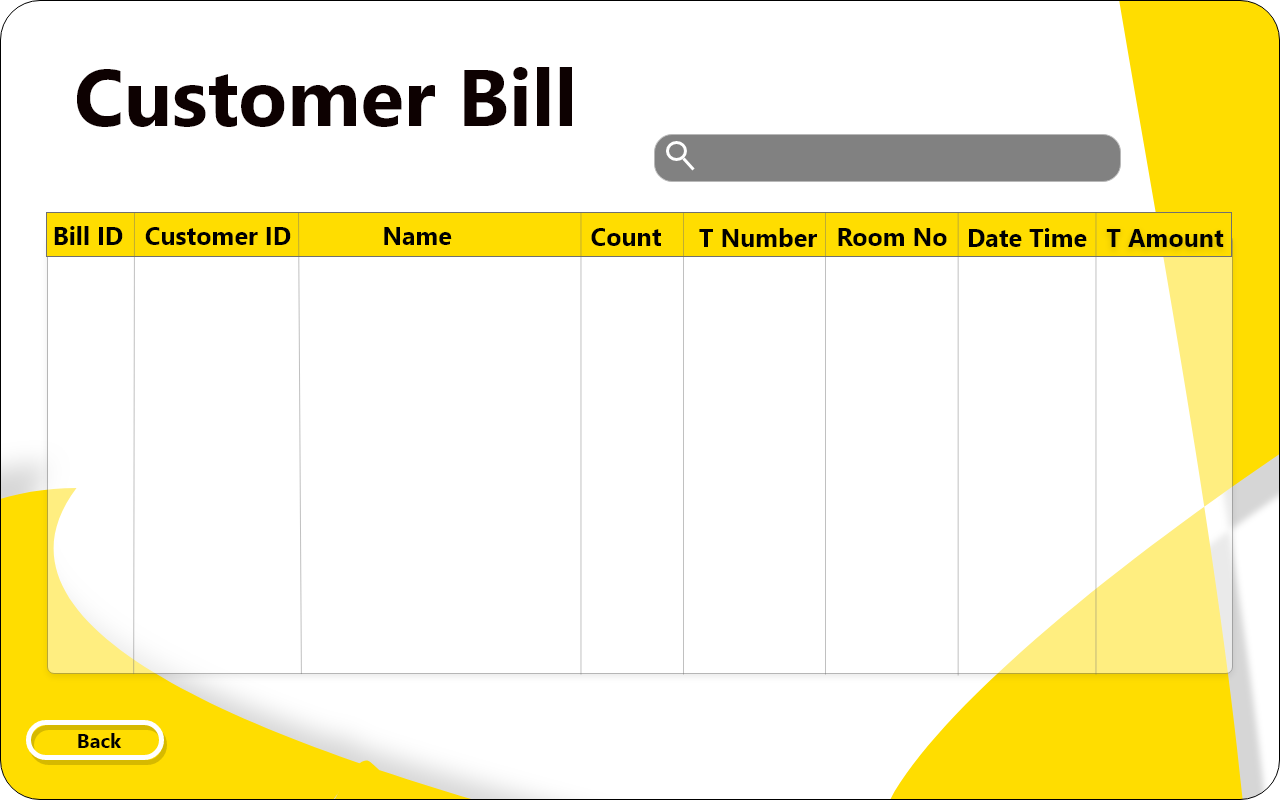 Customer Bill
Bill ID Customer ID Name Count T Number Room No Date Time T Amount
Back